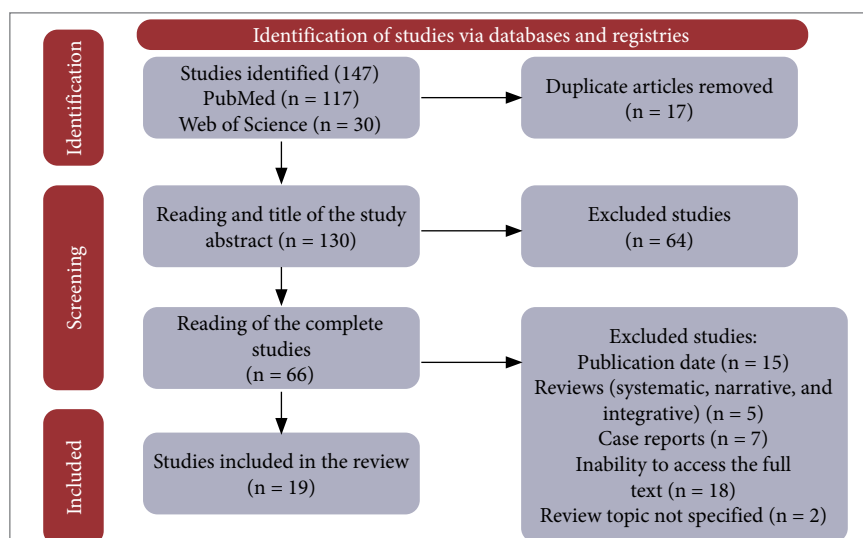 Identification of studies via databases and registries
Identification
Studies identified (147)
PubMed (n = 117)
Web of Science (n = 30)
Duplicate articles removed
(n = 17)
Screening
Reading and title of the study
abstract (n = 130)
Excluded studies
(n = 64)
Reading of the complete
studies
(n = 66)
Excluded studies:
Publication date (n = 15)
Reviews (systematic, narrative, and
integrative) (n = 5)
Case reports (n = 7)
Inability to access the full
text (n = 18)
Review topic not specified (n = 2)
Included
Studies included in the review
(n = 19)